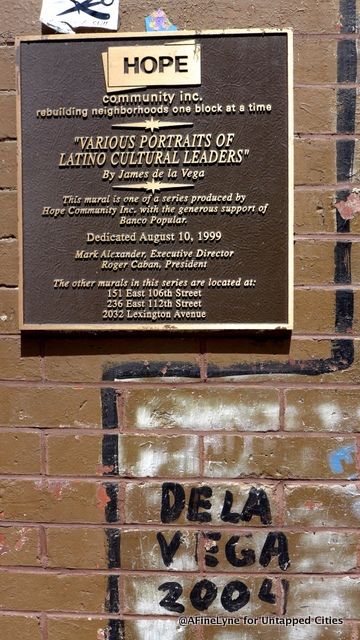 HOPE
community inc.
rebuilding neighborhoods one block at a time
"VARIOUS PORTRAITS OF
LATINO CULTURAL LEADERS"
By James de la Vega
This mural is one of a series produced by
Hope Community Inc. with the generous support of
Banco Popular.
Dedicated August 10, 1999
Mark Alexander, Executive Director
Roger Caban, President
The other murals in this series are located at:
151 East 106th Street
236 East 112th Street
2032 Lexington Avenue
DE LA
VEGA
2004
@AFineLyne for Untapped Cities